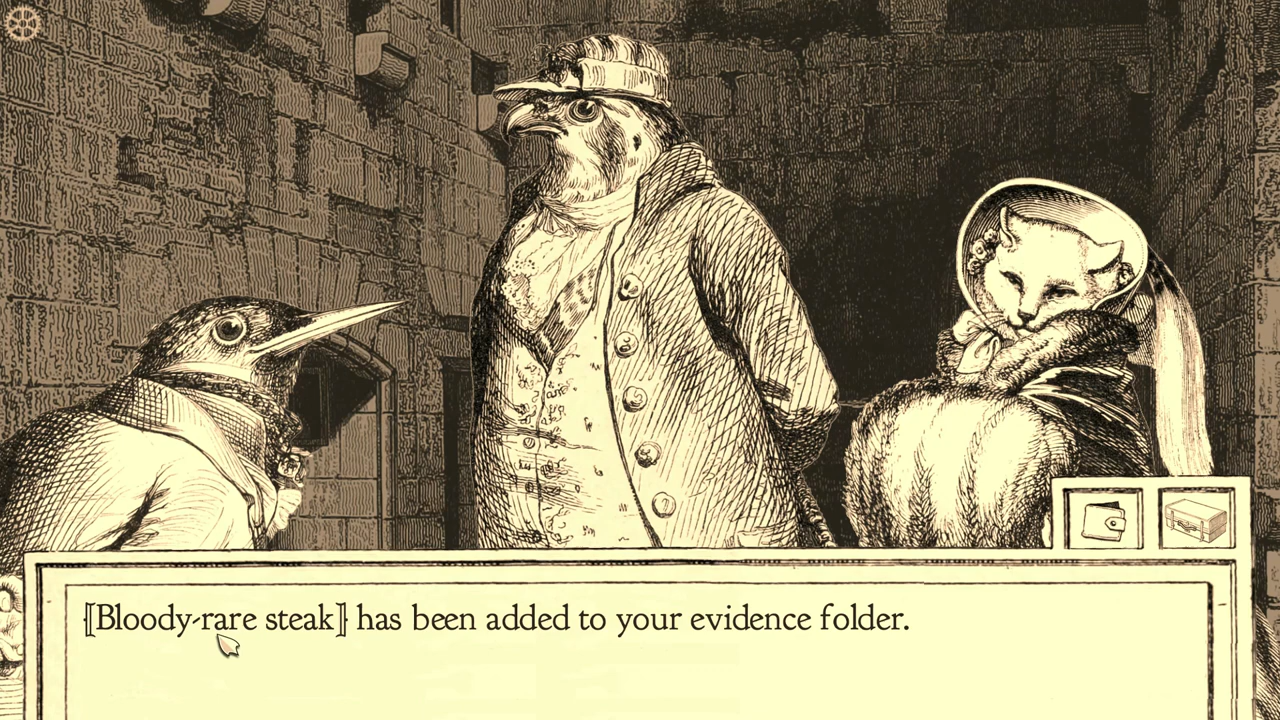 ⟦Bloody-rare steak⟧ has been added to your evidence folder.